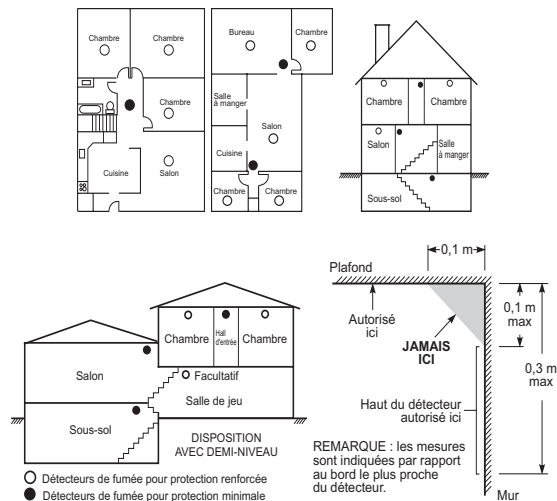 Chambre
Chambre
Chambre
Cuisine
Salon
Bureau
Chambre
Salle
à manger
Salon
Cuisine
Chambre
Chambre
Chambre
Chambre
Salon
Salle
à manger
Sous-sol
Salon
Sous-sol
Chambre
Hall
d'entrée
Chambre
Facultatif
Salle de jeu
DISPOSITION
AVEC DEMI-NIVEAU
Détecteurs de fumée pour protection renforcée
Détecteurs de fumée pour protection minimale
0,1 m
Plafond
Autorisé
ici
JAMAIS
ICI
0,1 m
max
0,3 m
max
Haut du détecteur
autorisé ici
REMARQUE : les mesures
sont indiquées par rapport
au bord le plus proche
du détecteur.
Mur